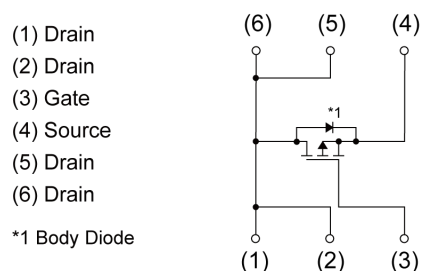 (1) Drain
(2) Drain
(3) Gate
(4) Source
(5) Drain
(6) Drain
*1 Body Diode
(6) (5) (4)
*1
(1) (2) (3)